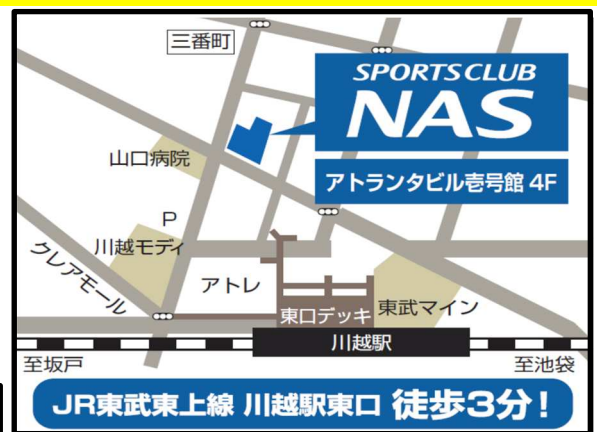 三番町
SPORTS CLUB
NAS
アトランタビル壱号館 4F
山口病院
P
川越モディ
クレアモール
アトレ
東口デッキ
東武マイン
川越駅
至坂戸
至池袋
JR東武東上線 川越駅東口 徒歩3分!